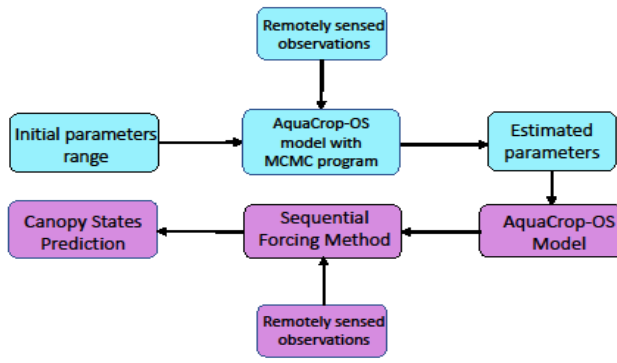 Remotely sensed
observations
Initial parameters
range
AquaCrop-OS
model with
MCMC program
Estimated
parameters
Canopy States
Prediction
Sequential
Forcing Method
AquaCrop-OS
Model
Remotely sensed
observations